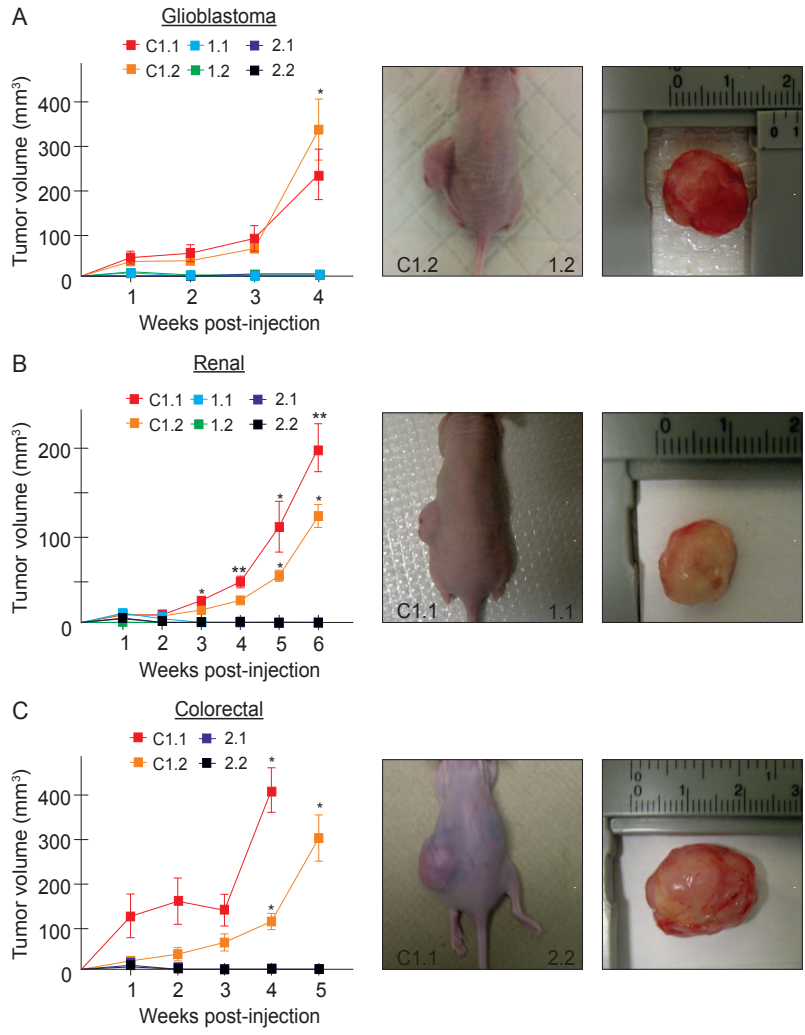 A
Glioblastoma
C1.1 1.1 2.1
C1.2 1.2 2.2
Tumor volume (mm³)
400
300
200
100
0
*
1 2 3 4
Weeks post-injection
C1.2 1.2
0 1 2
0 1
B
Renal
C1.1 1.1 2.1
C1.2 1.2 2.2
Tumor volume (mm³)
200
100
0
* ** * * ** *
1 2 3 4 5 6
Weeks post-injection
C1.1 1.1
0 1 2
C
Colorectal
C1.1 2.1
C1.2 2.2
Tumor volume (mm³)
400
300
200
100
0
* * *
1 2 3 4 5
Weeks post-injection
C1.1 2.2
0 1
0 1 2 3